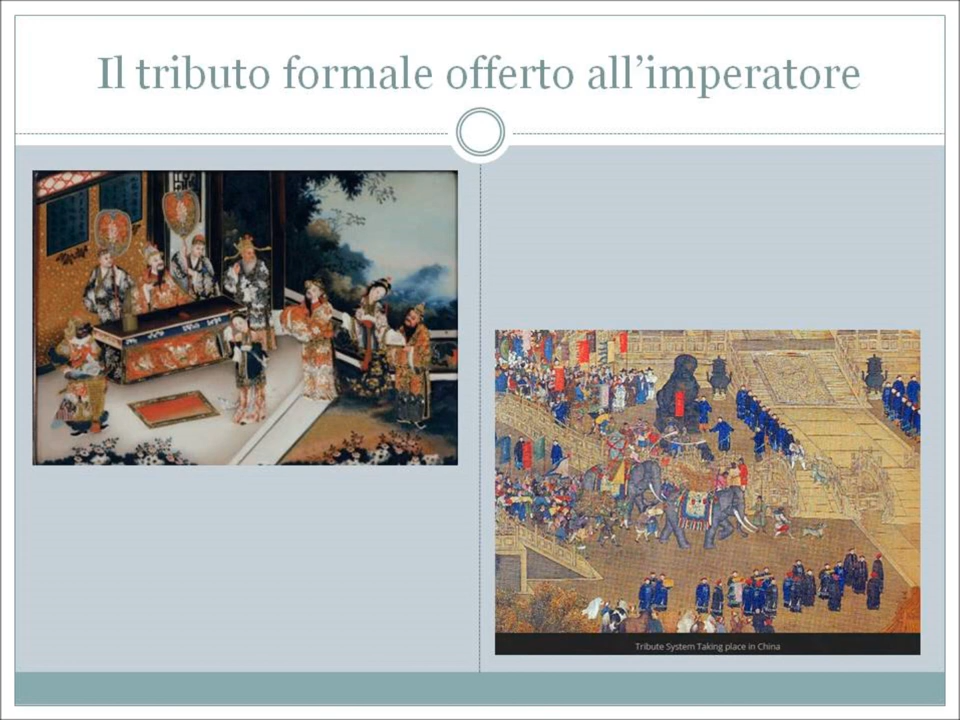 Il tributo formale offerto all’imperatore
Tribute System Taking place in China